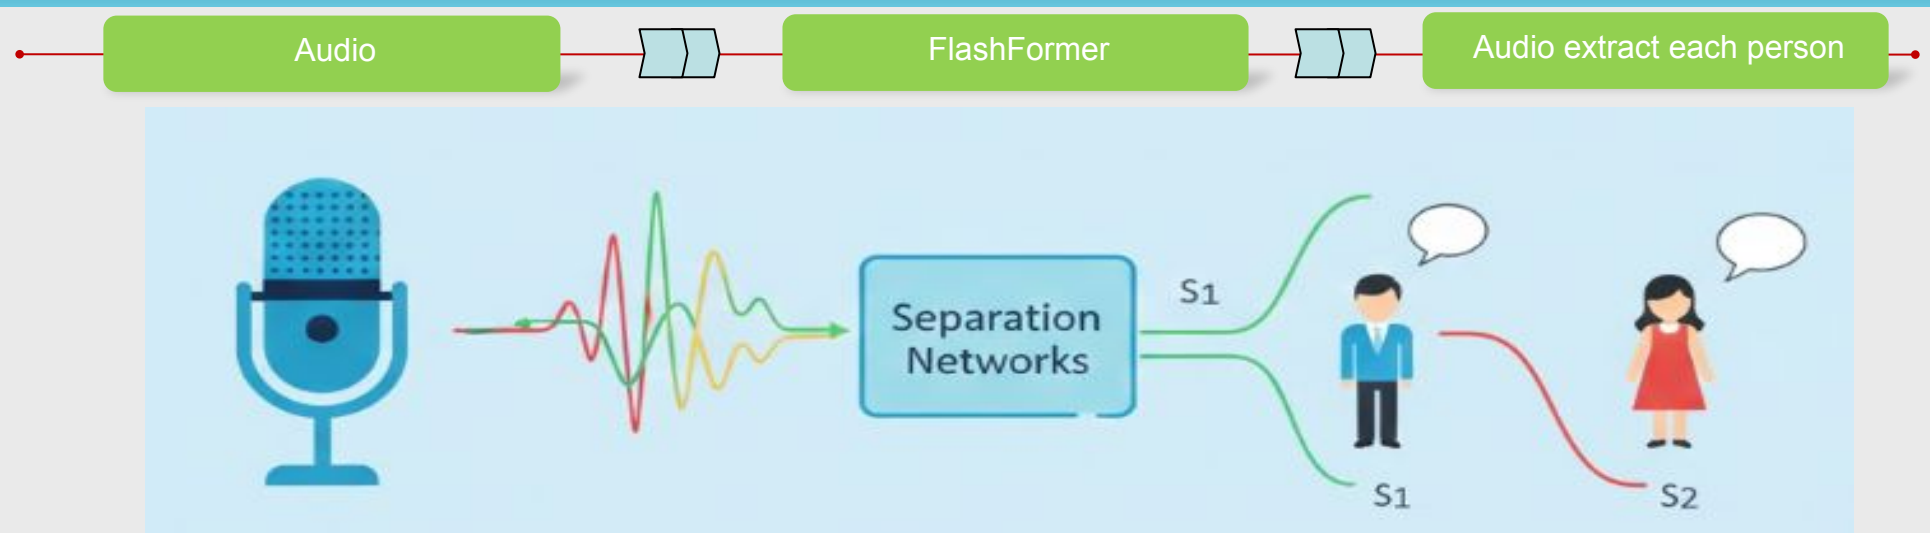 Audio
FlashFormer
Audio extract each person
Separation
Networks
S1
S1
S2